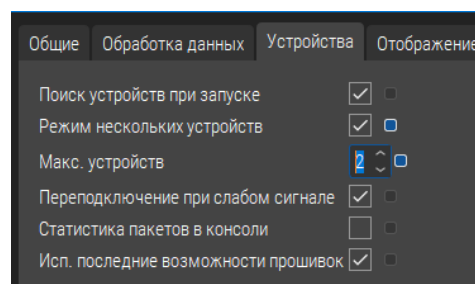 Общие Обработка данных Устройства Отображение
Поиск устройств при запуске
Режим нескольких устройств
Макс. устройств 2
Переподключение при слабом сигнале
Статистика пакетов в консоли
Исп. последние возможности прошивок